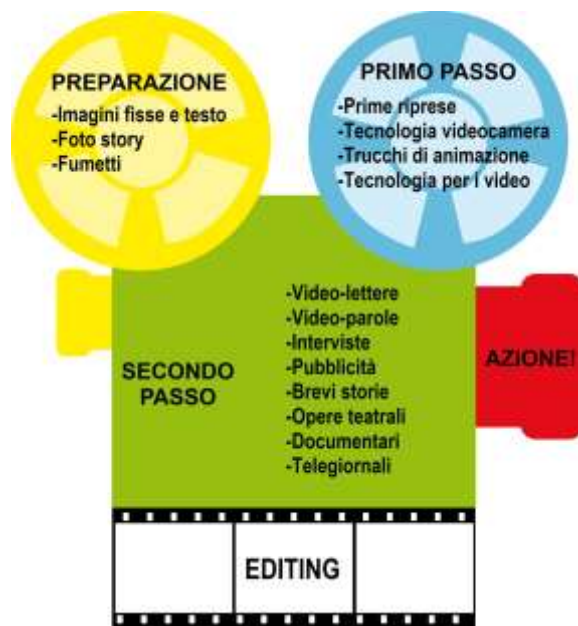 PREPARAZIONE
-Imagini fisse e testo
-Foto story
-Fumetti
PRIMO PASSO
-Prime riprese
-Tecnologia videocamera
-Trucchi di animazione
-Tecnologia per I video
SECONDO
PASSO
-Video-lettere
-Video-parole
-Interviste
-Pubblicità
-Brevi storie
-Opere teatrali
-Documentari
-Telegiornali
AZIONE!
EDITING